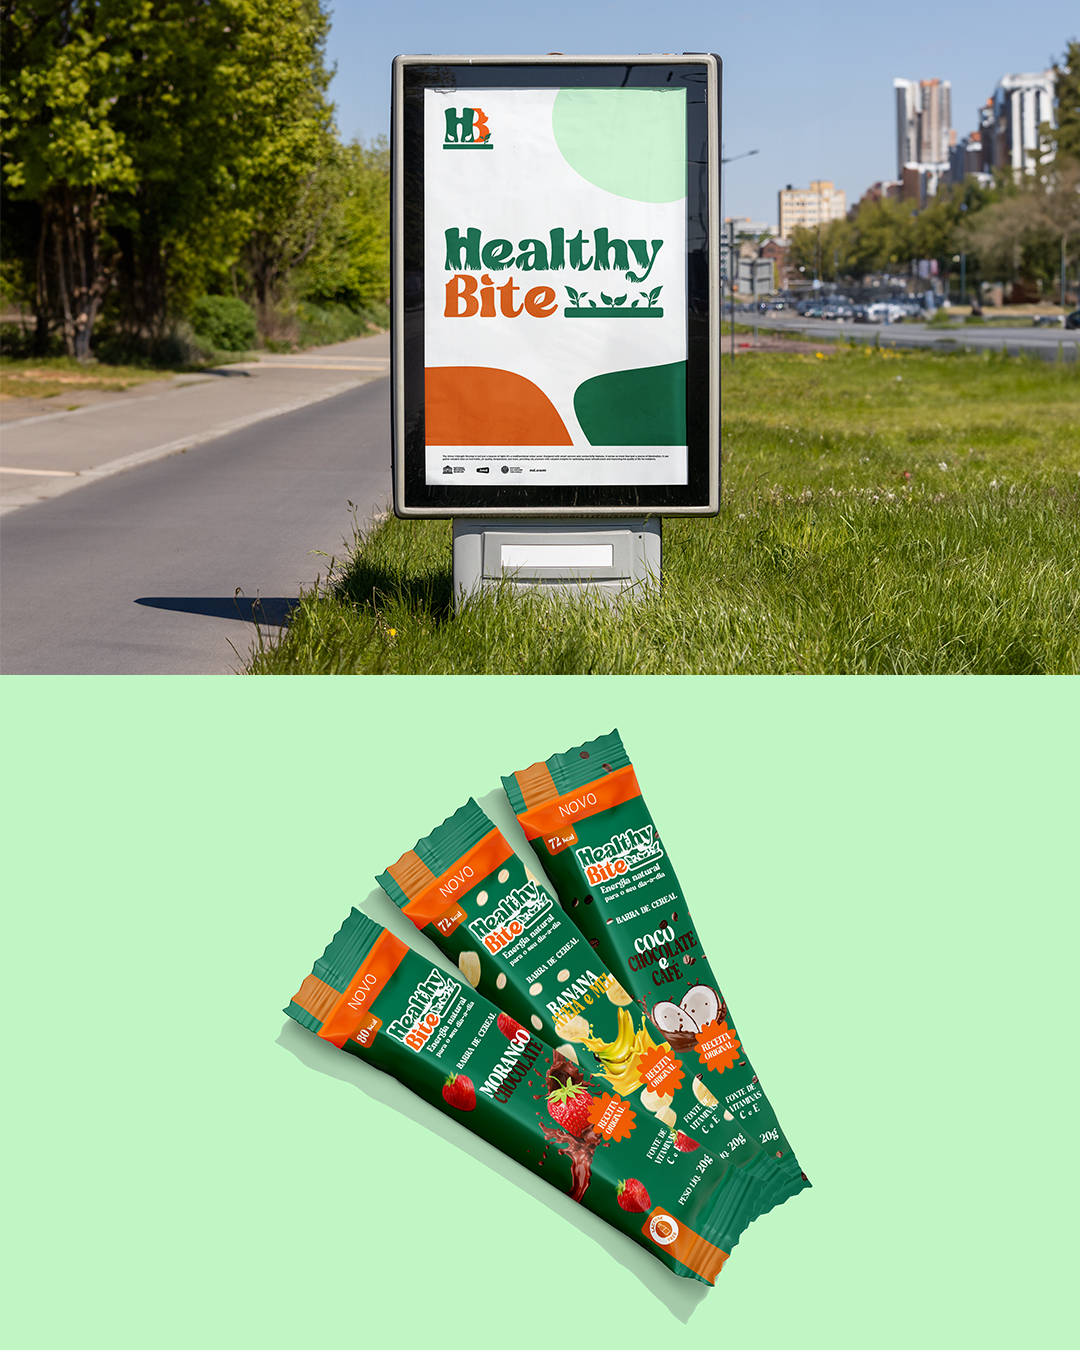 HB
Healthy
Bite
NOVO
72 kcal
Healthy
Bite
Energia natural
para o seu dia-a-dia
BARRA DE CEREAL
COCO
CHOCOLATE
e
CAFÉ
RECEITA
ORIGINAL
FONTE DE
VITAMINAS
C e E
20g
NOVO
72 kcal
Healthy
Bite
Energia natural
para o seu dia-a-dia
BARRA DE CEREAL
BANANA
AVEIA e MEL
RECEITA
ORIGINAL
FONTE
VITAMINAS
C e E
20g
NOVO
80 kcal
Healthy
Bite
Energia natural
para o seu dia-a-dia
BARRA DE CEREAL
MORANGO
CHOCOLATE
RECEITA
ORIGINAL
FONTE DE
VITAMINAS
C e E
PESO LIQ. 20g